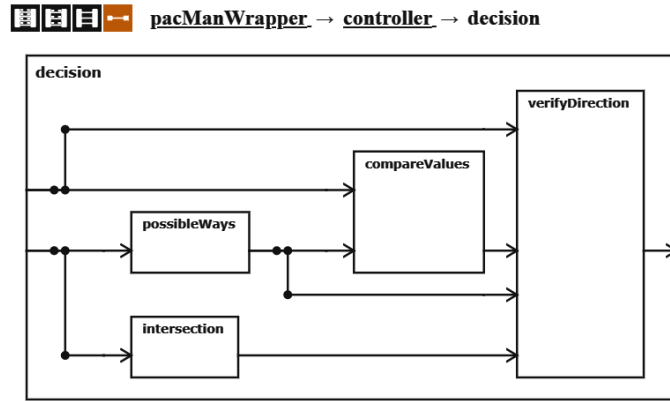 pacManWrapper → controller → decision
decision
verifyDirection
compareValues
possibleWays
intersection